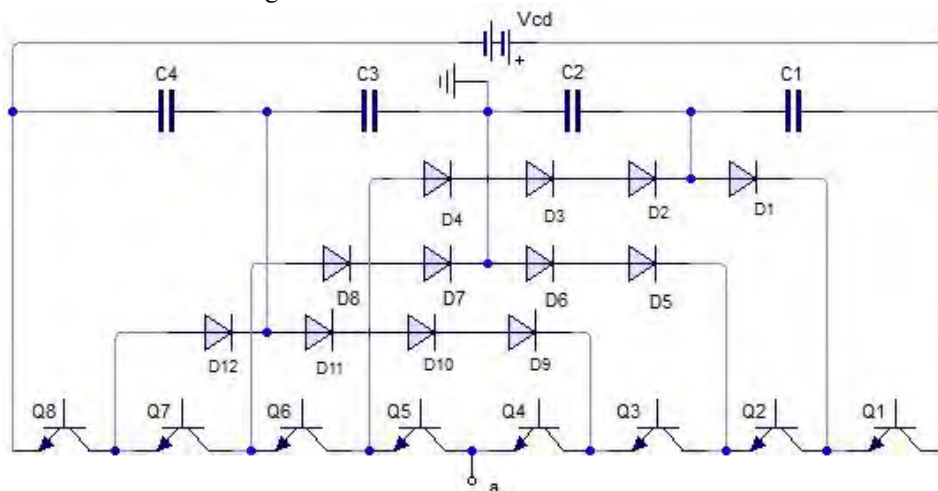 Vcd
+
C4 C3 C2 C1
D4 D3 D2 D1
D8 D7 D6 D5
D12 D11 D10 D9
Q8 Q7 Q6 Q5 Q4 Q3 Q2 Q1
a